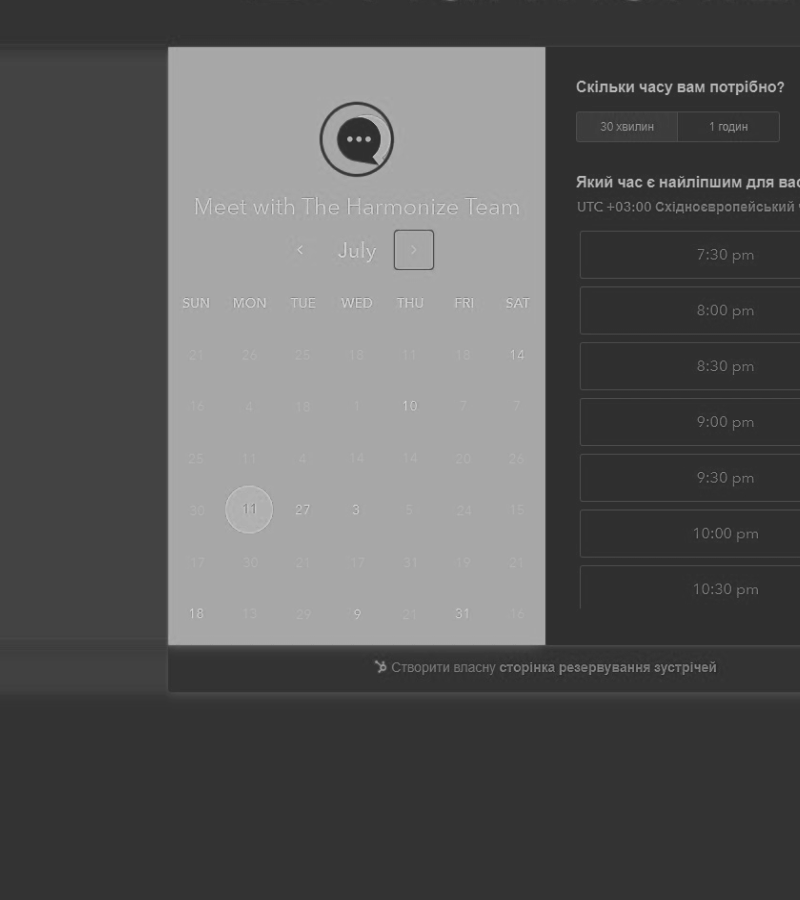 Meet with The Harmonize Team
July
SUN MON TUE WED THU FRI SAT
21 26 25 18 11 18 14
16 4 18 1 10 7 7
25 11 4 14 14 20 26
30 11 27 3 5 24 15
17 30 21 17 31 19 21
18 13 29 9 21 31 16
Скільки часу вам потрібно?
30 хвилин 1 годин
Який час є найліпшим для вас
UTC +03:00 Східноєвропейський
7:30 pm
8:00 pm
8:30 pm
9:00 pm
9:30 pm
10:00 pm
10:30 pm
Створити власну сторінка резервування зустрічей